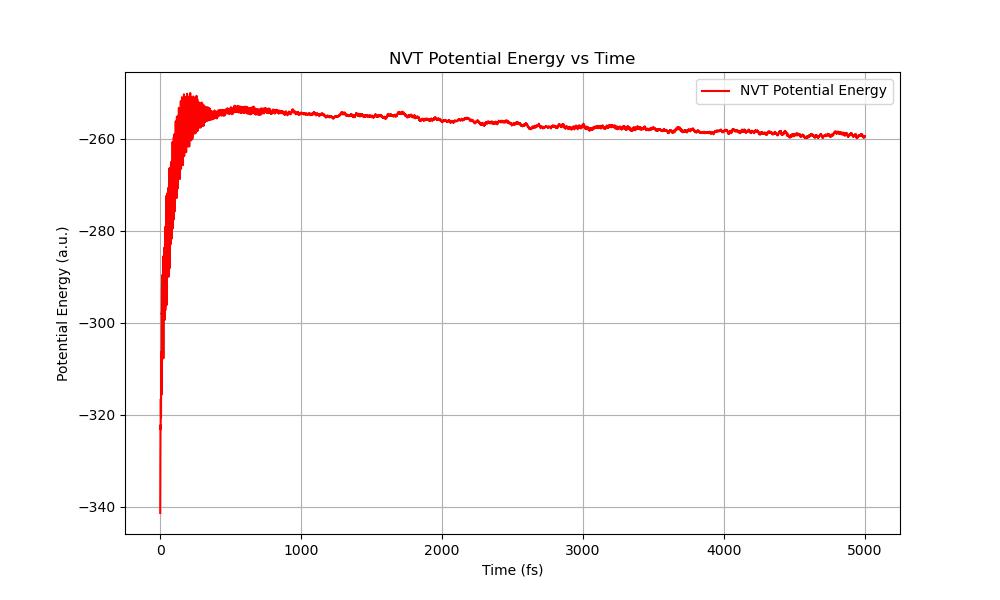 NVT Potential Energy vs Time
NVT Potential Energy
Potential Energy (a.u.)
−260
−280
−300
−320
−340
0 1000 2000 3000 4000 5000
Time (fs)